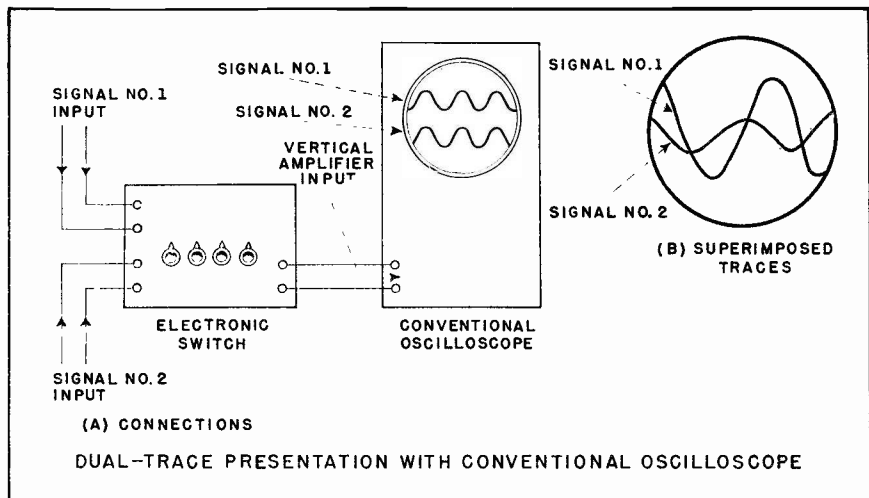 SIGNAL NO.1
INPUT
SIGNAL NO.1
SIGNAL NO. 2
VERTICAL
AMPLIFIER
INPUT
ELECTRONIC
SWITCH
CONVENTIONAL
OSCILLOSCOPE
SIGNAL NO. 2
INPUT
(A) CONNECTIONS
SIGNAL NO.1
SIGNAL NO. 2
(B) SUPERIMPOSED
TRACES
DUAL-TRACE PRESENTATION WITH CONVENTIONAL OSCILLOSCOPE